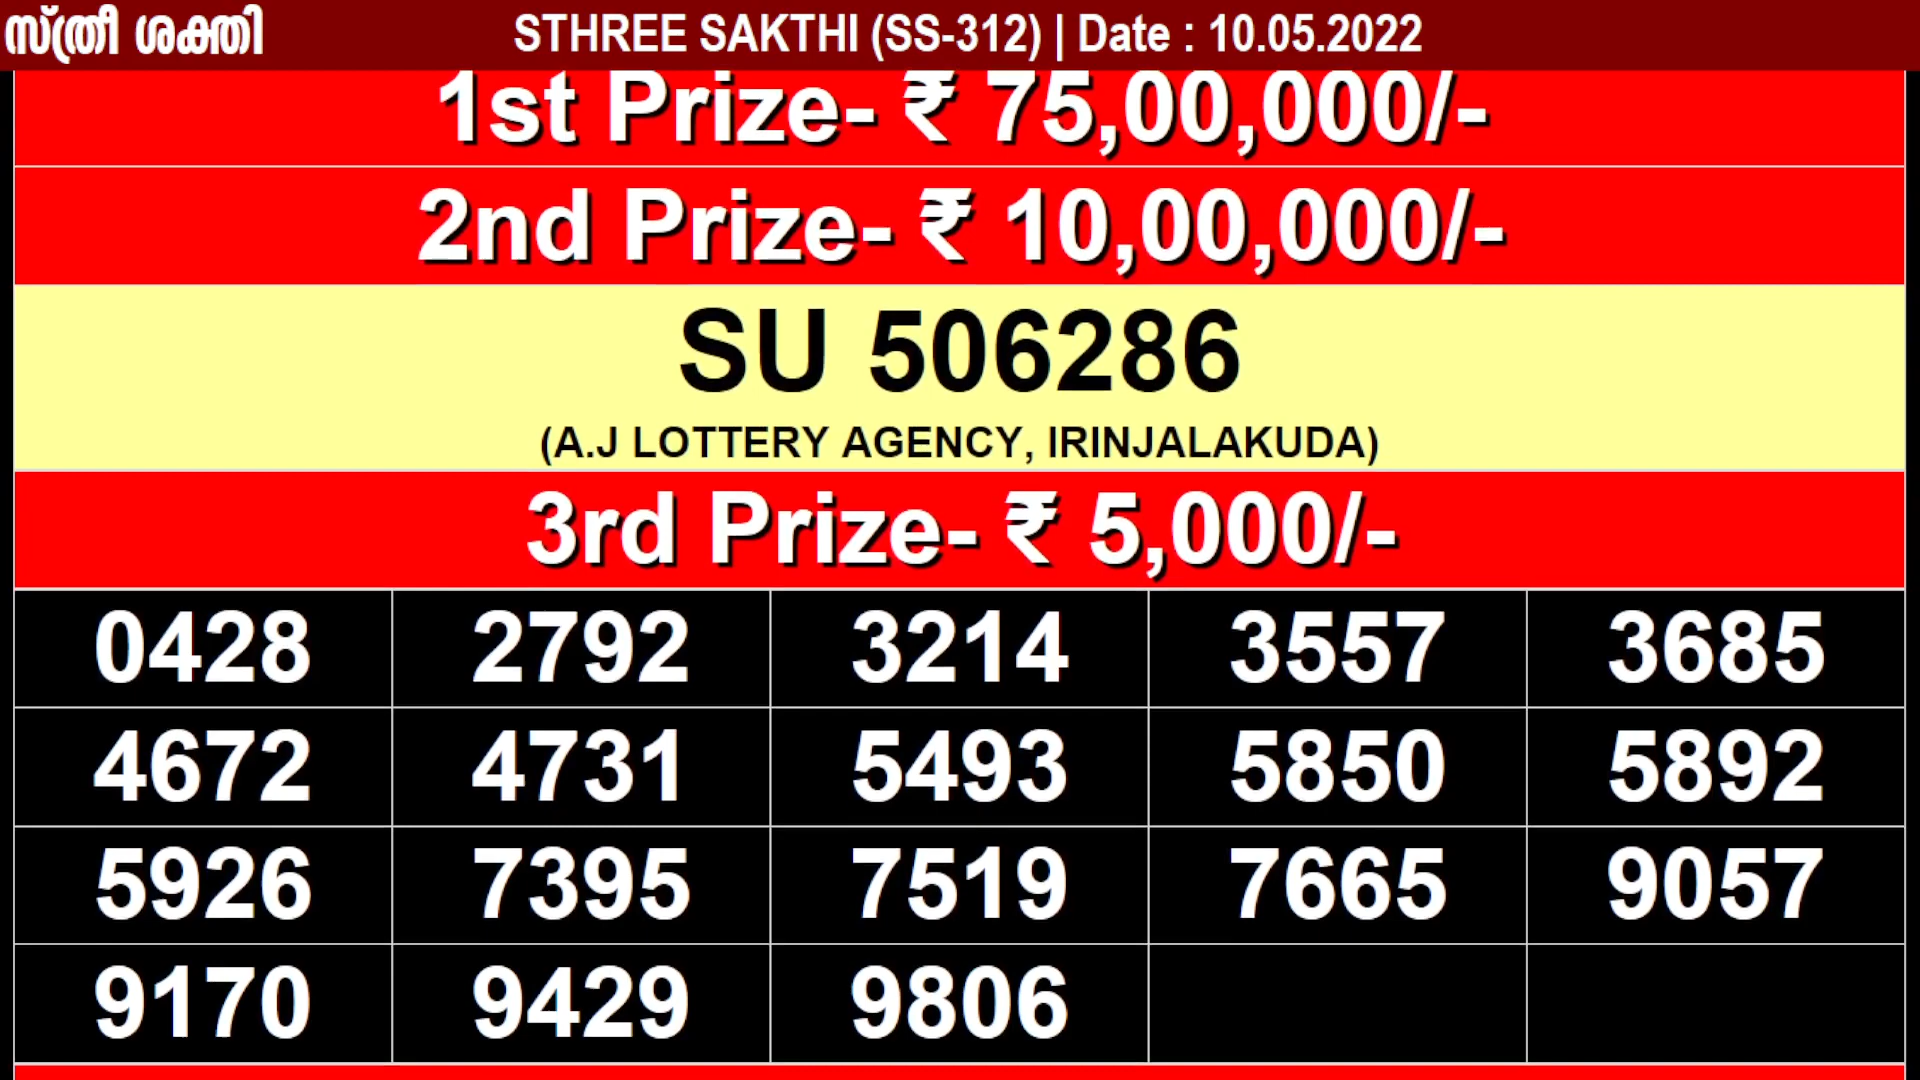 സ്ത്രീ ശക്തി STHREE SAKTHI (SS-312) | Date : 10.05.2022
1st Prize- ₹ 75,00,000/-
2nd Prize- ₹ 10,00,000/-
SU 506286
(A.J LOTTERY AGENCY, IRINJALAKUDA)
3rd Prize- ₹ 5,000/-
0428 2792 3214 3557 3685
4672 4731 5493 5850 5892
5926 7395 7519 7665 9057
9170 9429 9806